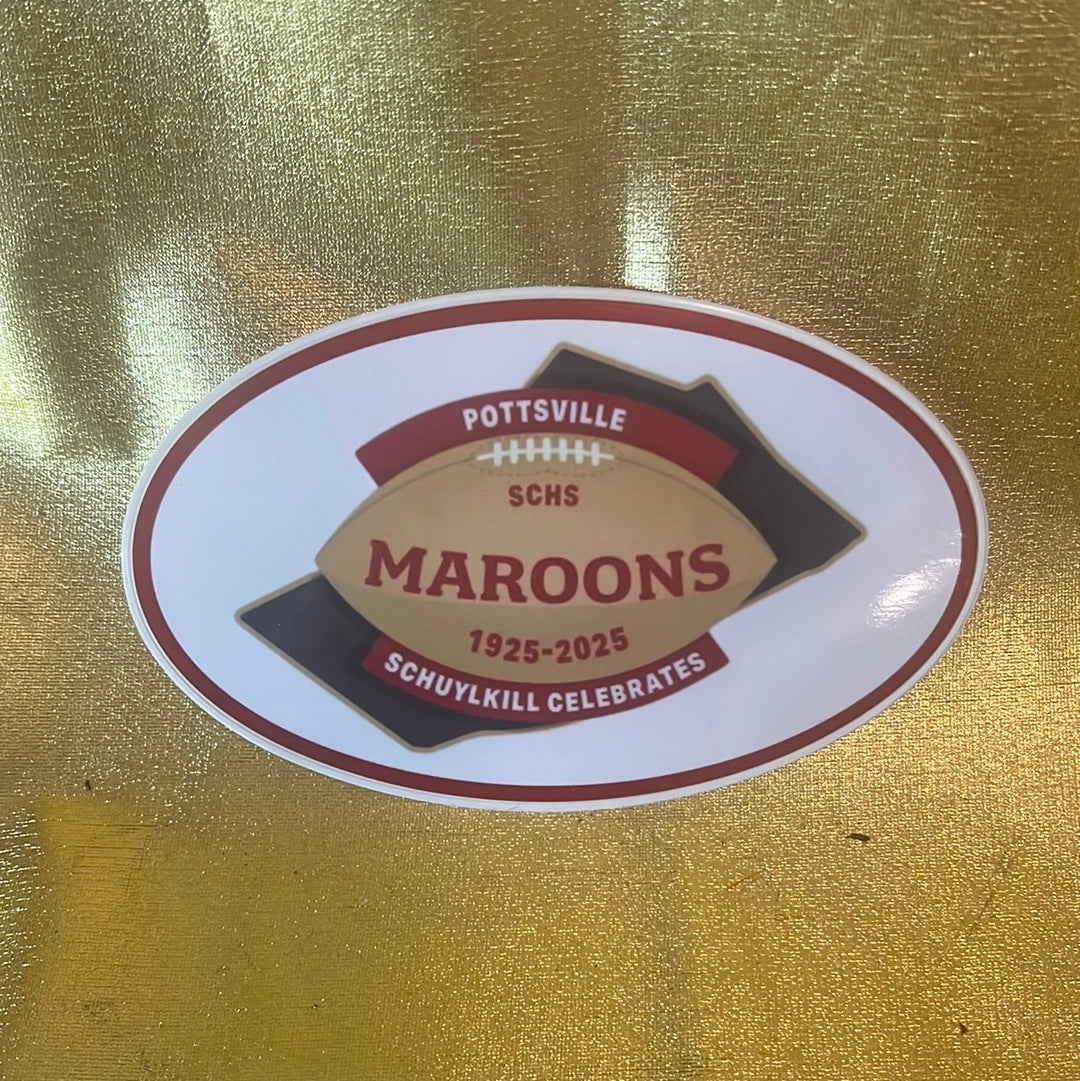 POTTSVILLE
SCHS
MAROONS
1925-2025
SCHUYLKILL CELEBRATES